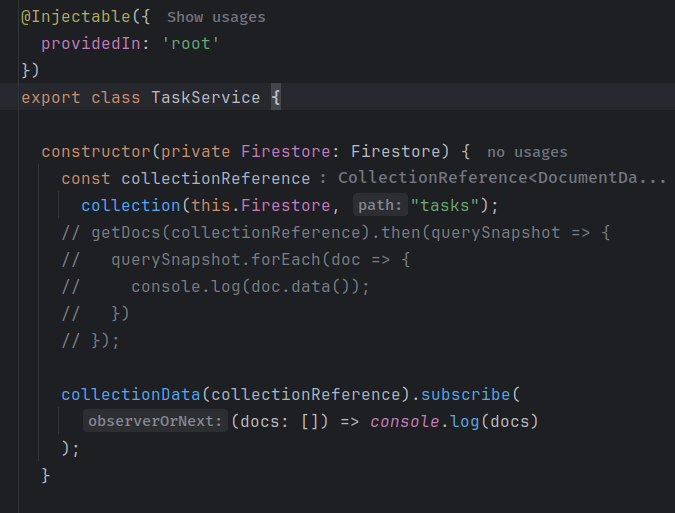 @Injectable({ Show usages
providedIn: 'root'
})
export class TaskService {
constructor(private Firestore: Firestore) { no usages
const collectionReference : CollectionReference<DocumentDa...
collection(this.Firestore, path: "tasks");
// getDocs(collectionReference).then(querySnapshot => {
//   querySnapshot.forEach(doc => {
//     console.log(doc.data());
//   })
// });
collectionData(collectionReference).subscribe(
observerOrNext: (docs: []) => console.log(docs)
);
}